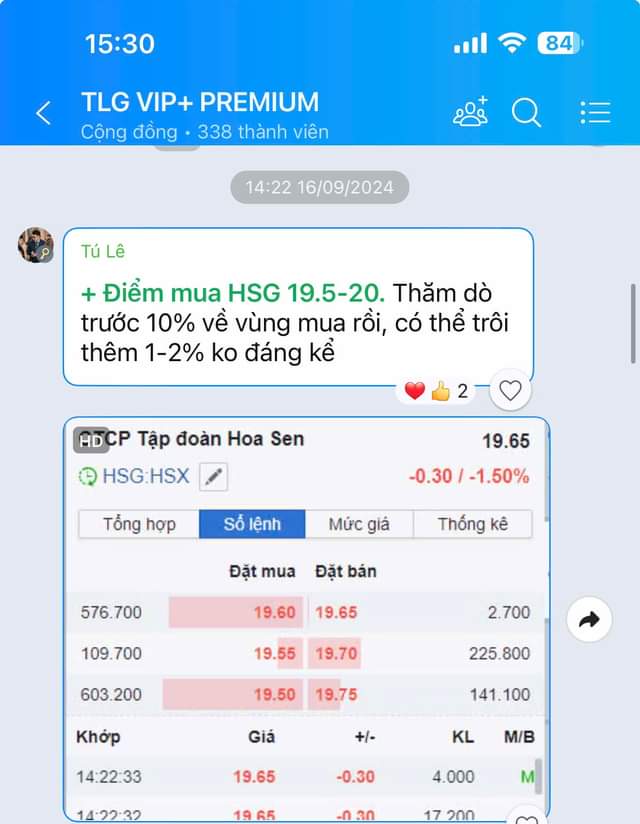 15:30
84
TLG VIP+ PREMIUM
Cộng đồng • 338 thành viên
14:22 16/09/2024
Tú Lê
+ Điểm mua HSG 19.5-20. Thăm dò
trước 10% về vùng mua rồi, có thể trôi
thêm 1-2% ko đáng kể
2
HD
CTCP Tập đoàn Hoa Sen 19.65
HSG:HSX -0.30 / -1.50%
Tổng hợp Sổ lệnh Mức giá Thống kê
Đặt mua Đặt bán
576.700 19.60 19.65 2.700
109.700 19.55 19.70 225.800
603.200 19.50 19.75 141.100
Khớp Giá +/- KL M/B
14:22:33 19.65 -0.30 4.000 M
14:22:32 19.65 -0.30 17.200